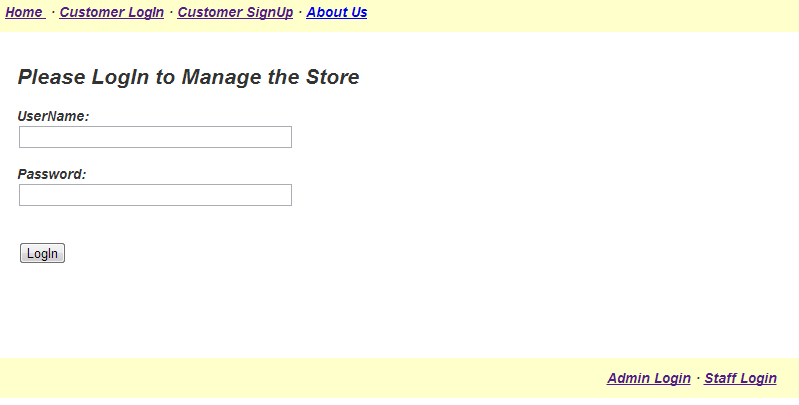 Home · Customer LogIn · Customer SignUp · About Us
Please LogIn to Manage the Store
UserName:
Password:
LogIn
Admin Login · Staff Login